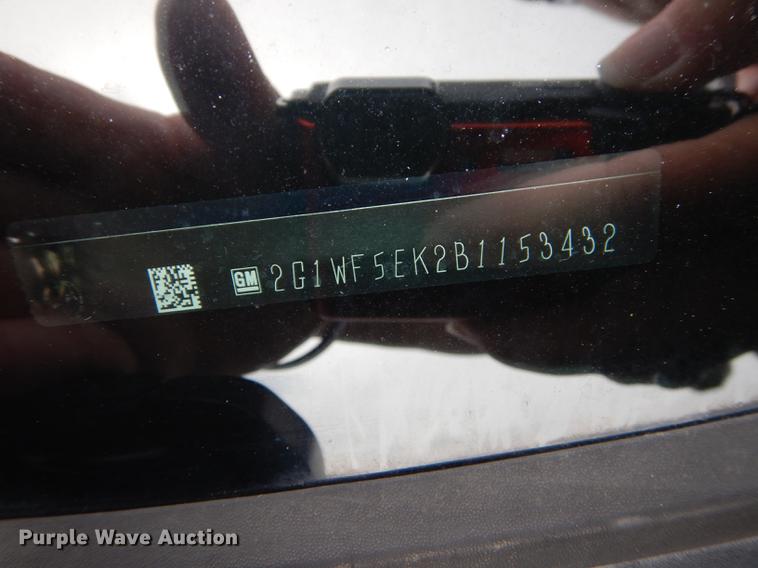 GM 2G1WF5EK2B1153432
Purple Wave Auction